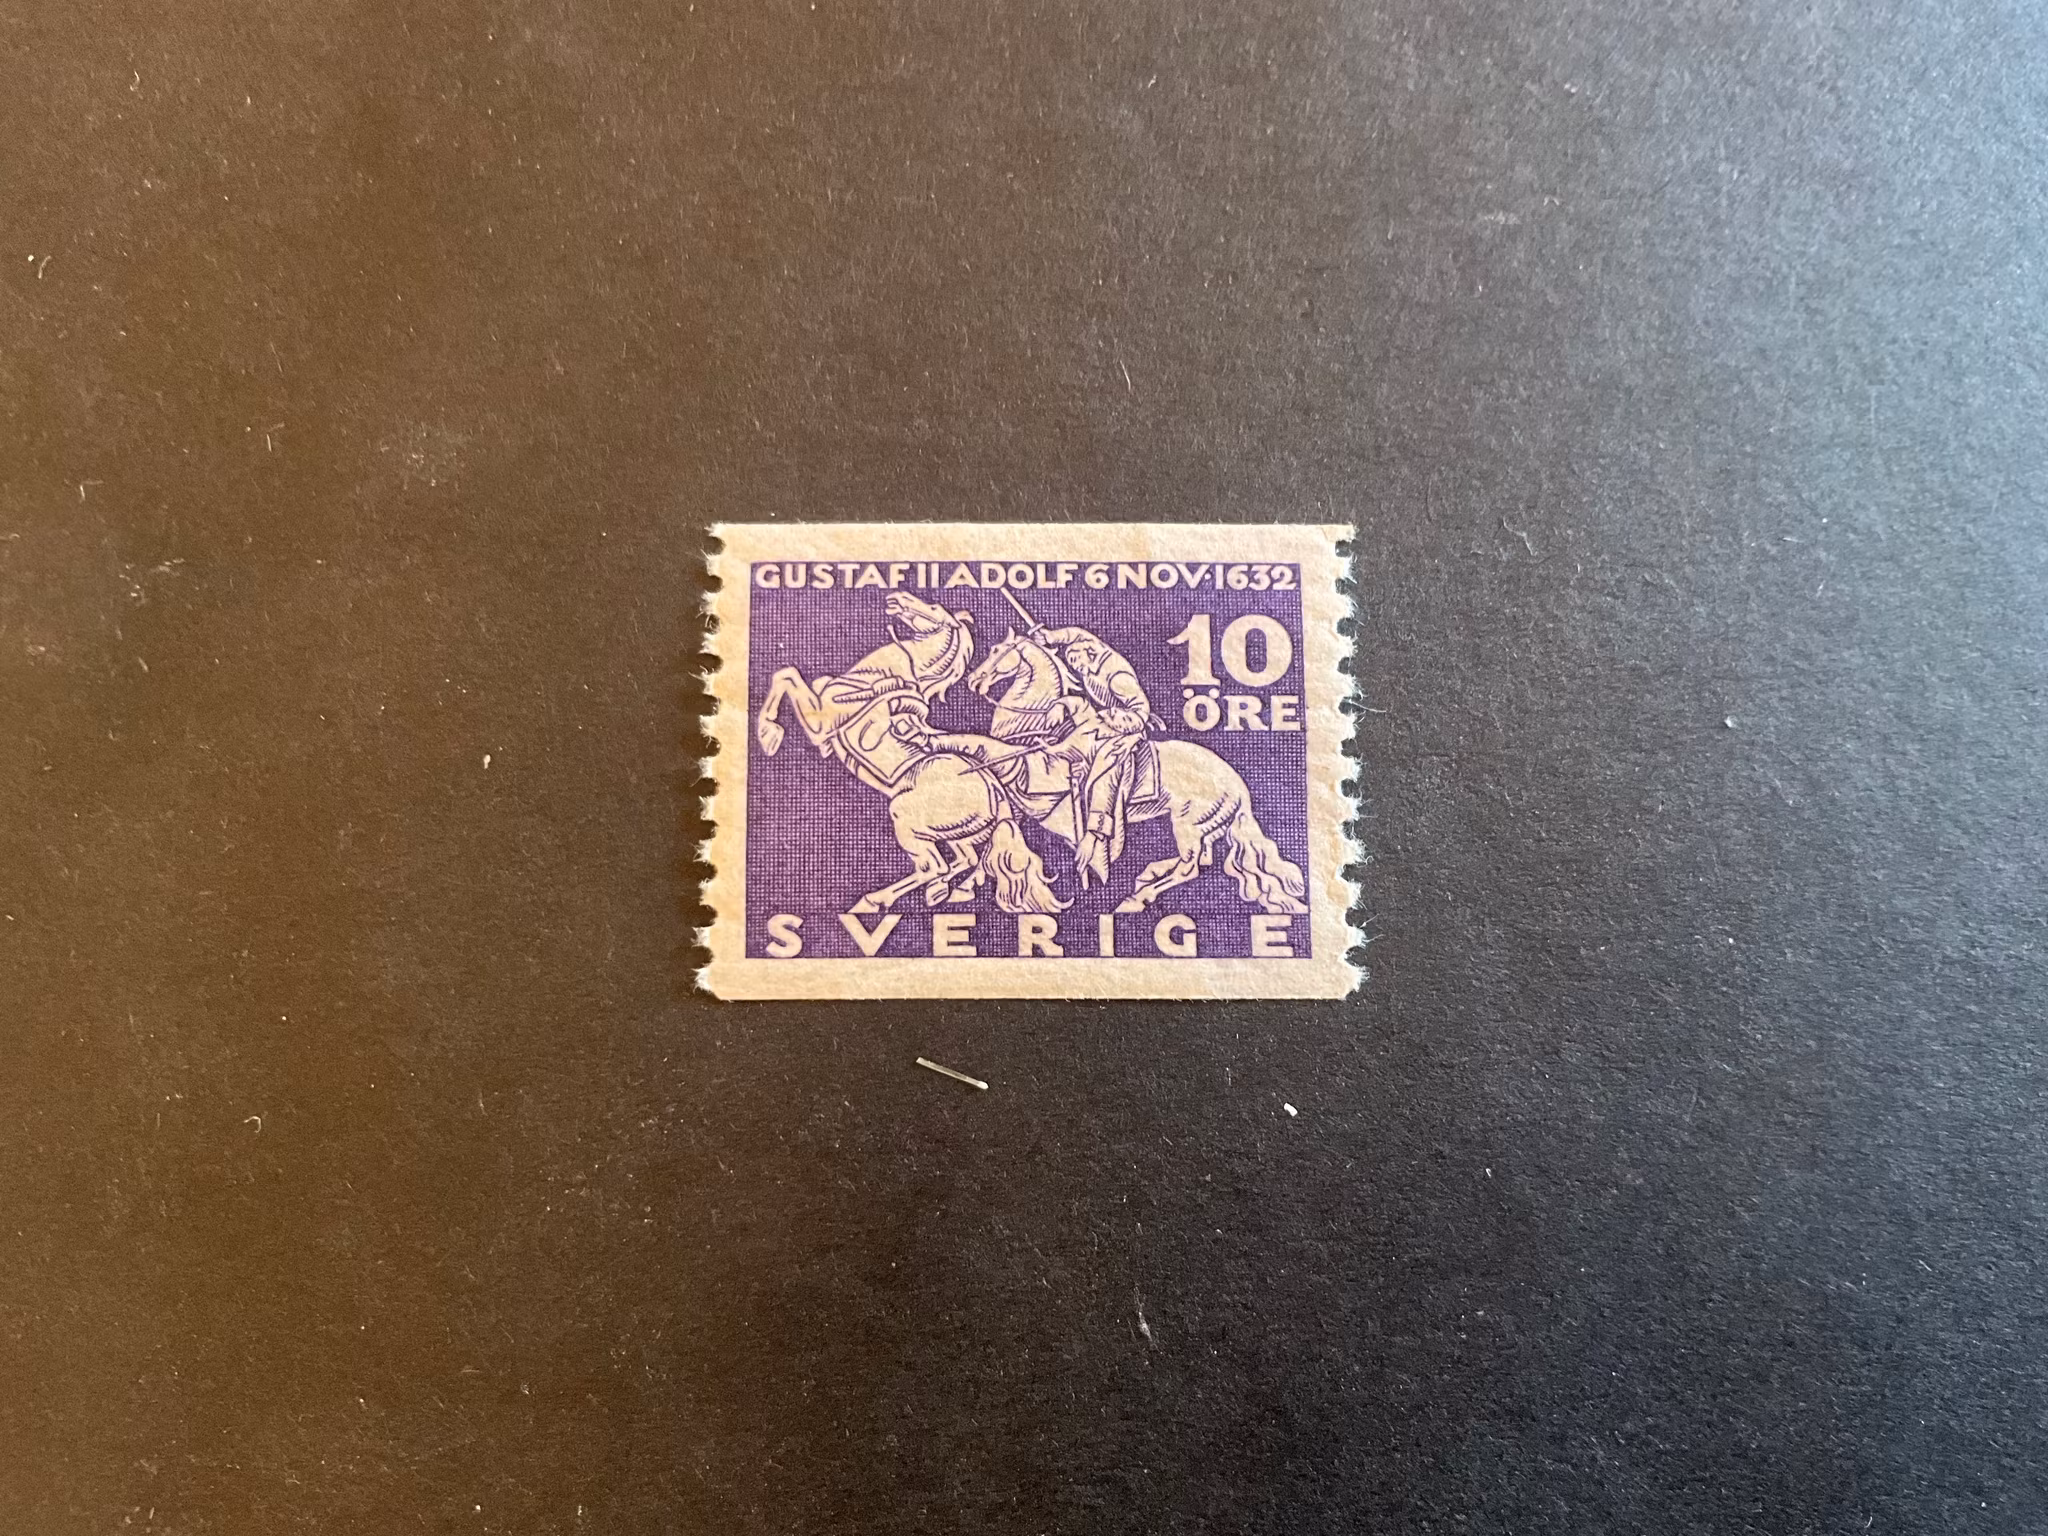 GUSTAF II ADOLF 6 NOV·1632
10
ÖRE
SVERIGE